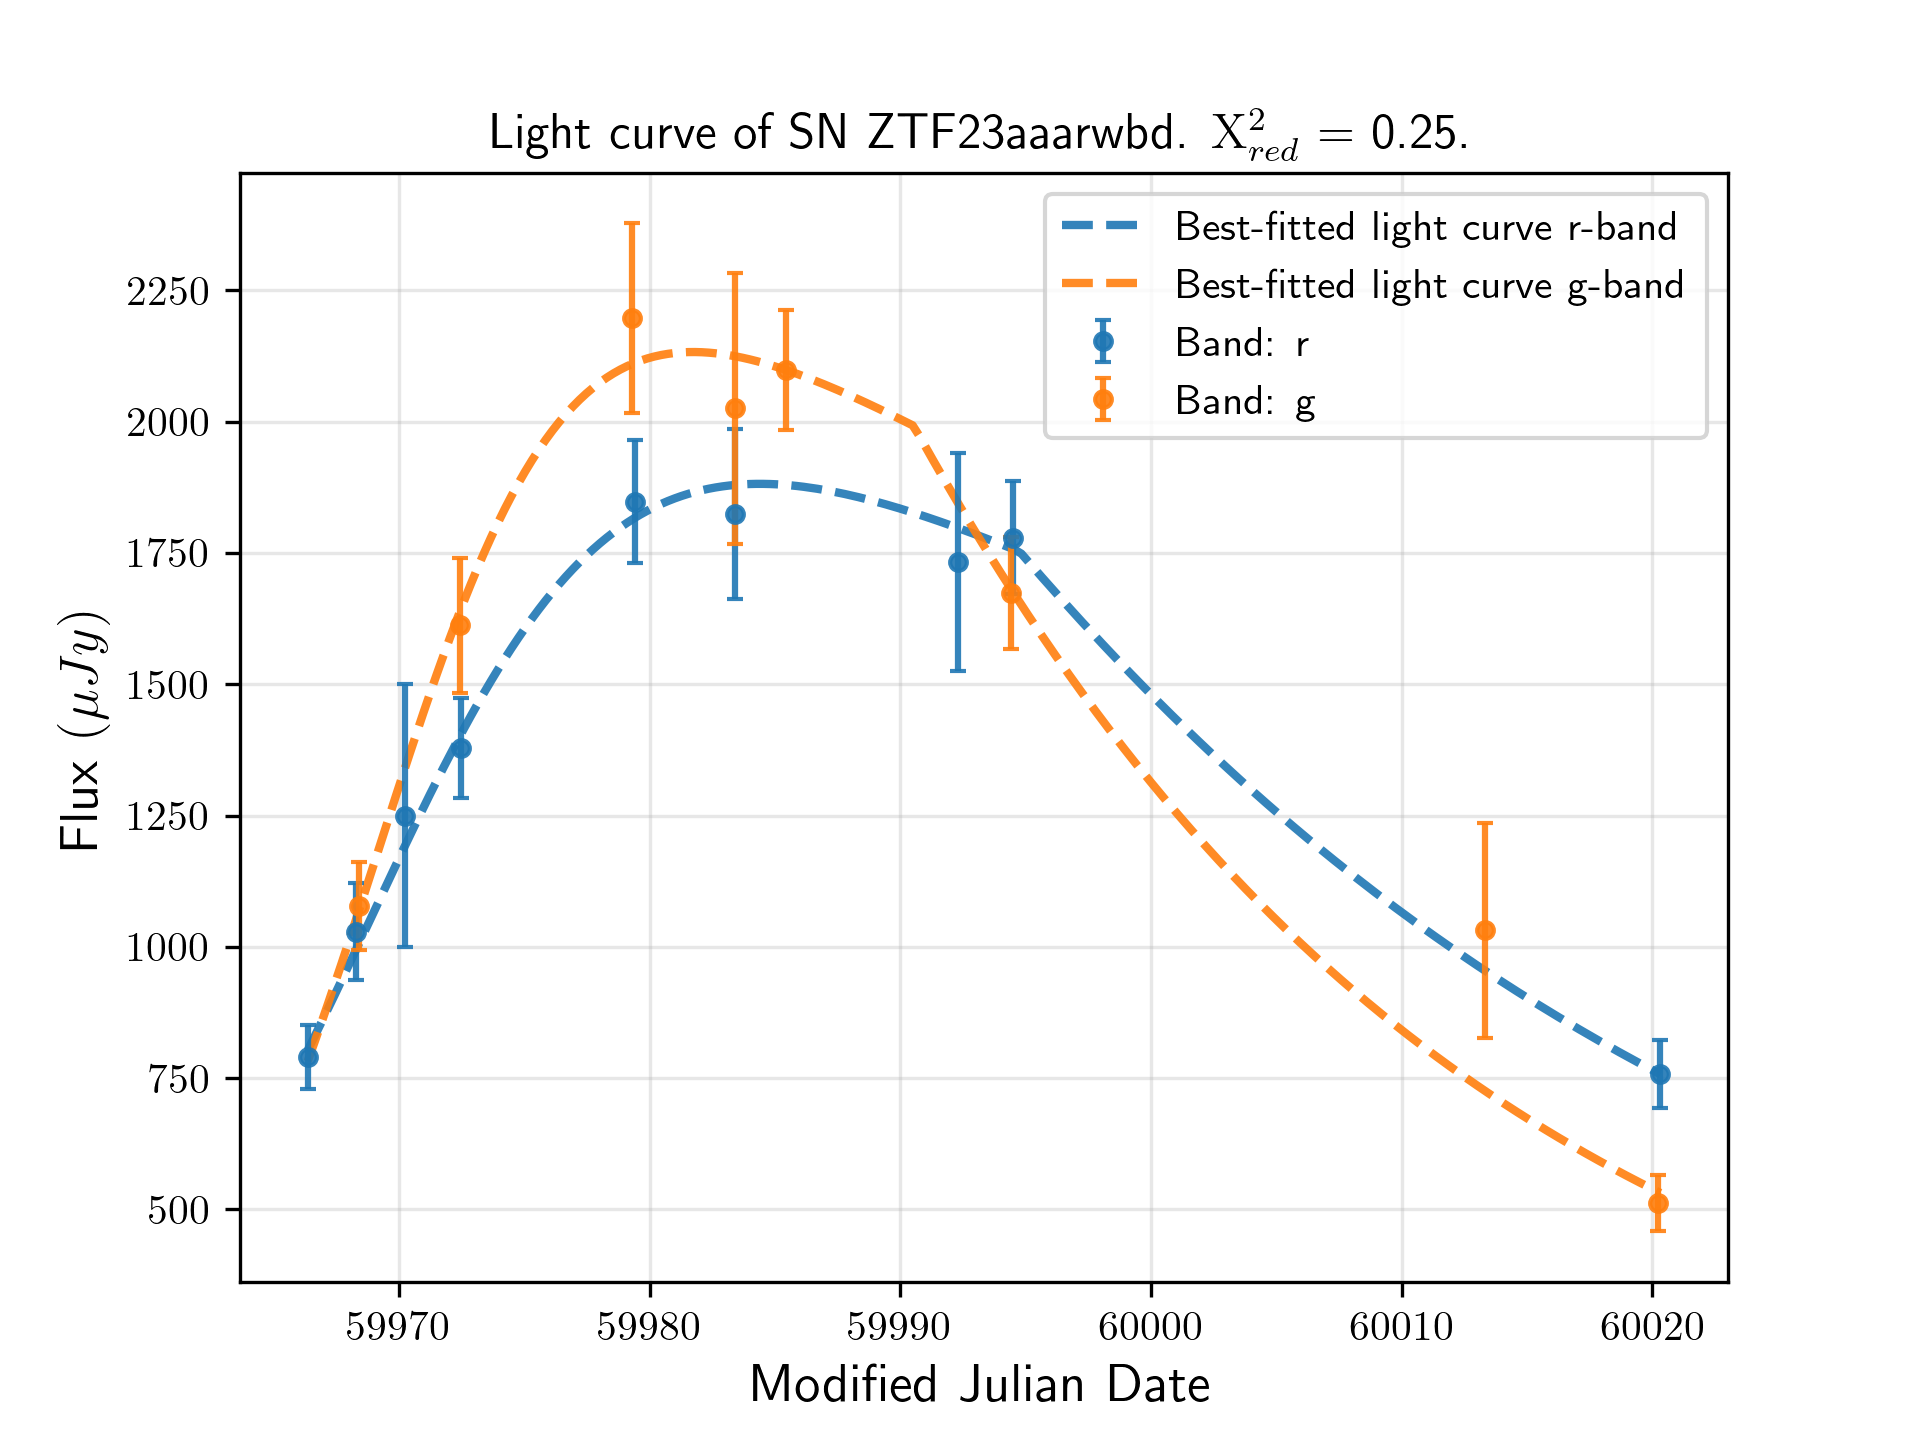 Light curve of SN ZTF23aaarwbd. X²_red = 0.25.
Best-fitted light curve r-band
Best-fitted light curve g-band
Band: r
Band: g
Flux (μJy)
2250
2000
1750
1500
1250
1000
750
500
59970 59980 59990 60000 60010 60020
Modified Julian Date